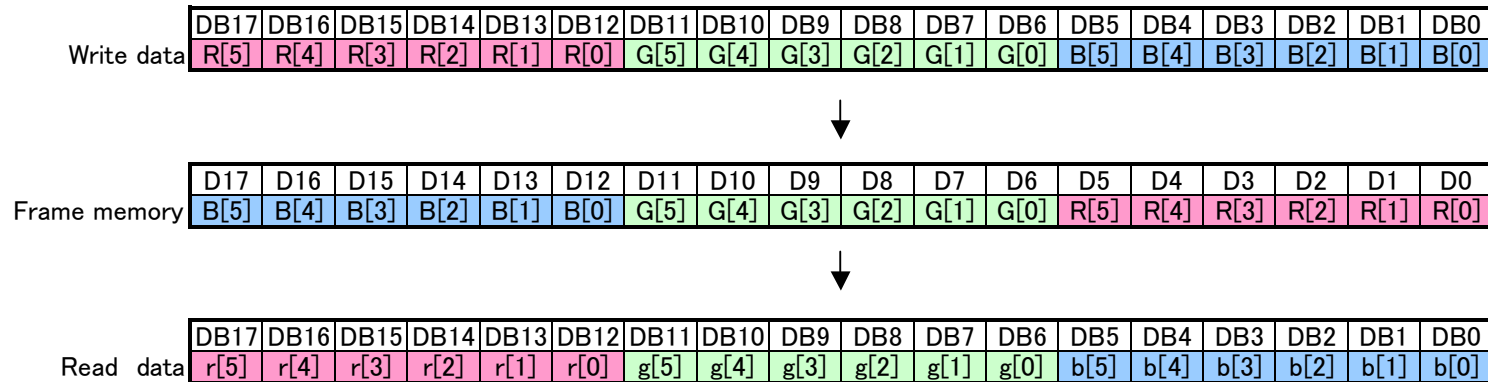 DB17 DB16 DB15 DB14 DB13 DB12 DB11 DB10 DB9 DB8 DB7 DB6 DB5 DB4 DB3 DB2 DB1 DB0
Write data R[5] R[4] R[3] R[2] R[1] R[0] G[5] G[4] G[3] G[2] G[1] G[0] B[5] B[4] B[3] B[2] B[1] B[0]
D17 D16 D15 D14 D13 D12 D11 D10 D9 D8 D7 D6 D5 D4 D3 D2 D1 D0
Frame memory B[5] B[4] B[3] B[2] B[1] B[0] G[5] G[4] G[3] G[2] G[1] G[0] R[5] R[4] R[3] R[2] R[1] R[0]
DB17 DB16 DB15 DB14 DB13 DB12 DB11 DB10 DB9 DB8 DB7 DB6 DB5 DB4 DB3 DB2 DB1 DB0
Read data r[5] r[4] r[3] r[2] r[1] r[0] g[5] g[4] g[3] g[2] g[1] g[0] b[5] b[4] b[3] b[2] b[1] b[0]